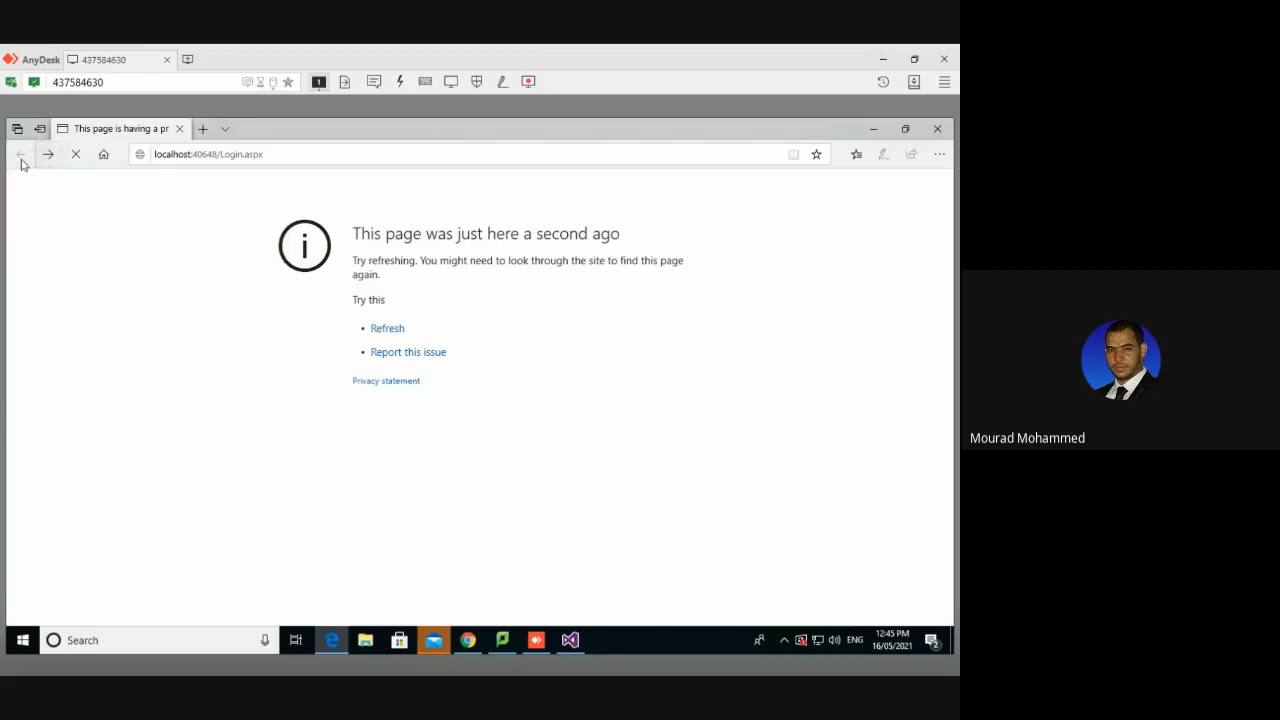 AnyDesk
437584630
437584630
1
This page is having a pr
localhost:40648/Login.aspx
i
This page was just here a second ago
Try refreshing. You might need to look through the site to find this page
again.
Try this
• Refresh
• Report this issue
Privacy statement
Mourad Mohammed
Search
ENG
12:45 PM
16/05/2021
2